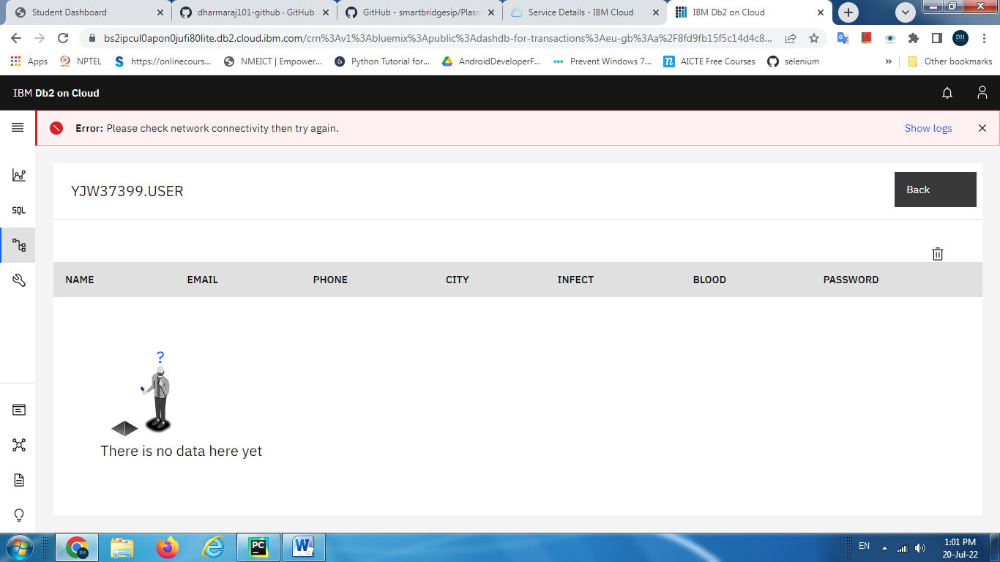 Student Dashboard
dharmaraj101-github · GitHub
GitHub - smartbridgesip/Plasm
Service Details - IBM Cloud
IBM Db2 on Cloud
bs2ipcul0apon0jufi80lite.db2.cloud.ibm.com/crn%3Av1%3Abluemix%3Apublic%3Adashdb-for-transactions%3Aeu-gb%3Aa%2F8fd9fb15f5c14d4c8...
DH
Apps
NPTEL
https://onlinecours...
NMEICT | Empower...
Python Tutorial for...
AndroidDeveloperF...
Prevent Windows 7...
AICTE Free Courses
selenium
»
Other bookmarks
IBM Db2 on Cloud
Error: Please check network connectivity then try again.
Show logs
SQL
YJW37399.USER
Back
NAME EMAIL PHONE CITY INFECT BLOOD PASSWORD
?
There is no data here yet
DH
PC
W
EN
1:01 PM
20-Jul-22